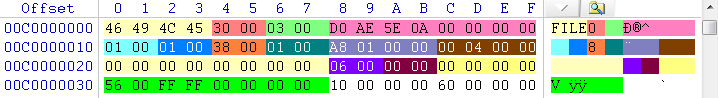 Offset 0 1 2 3 4 5 6 7 8 9 A B C D E F
00C0000000 46 49 4C 45 30 00 03 00 D0 AE 5E 0A 00 00 00 00 FILE0 Ð®^
00C0000010 01 00 01 00 38 00 01 00 A8 01 00 00 00 04 00 00 8 ¨
00C0000020 00 00 00 00 00 00 00 00 06 00 00 00 00 00 00 00
00C0000030 56 00 FF FF 00 00 00 00 10 00 00 00 60 00 00 00 V ÿÿ `